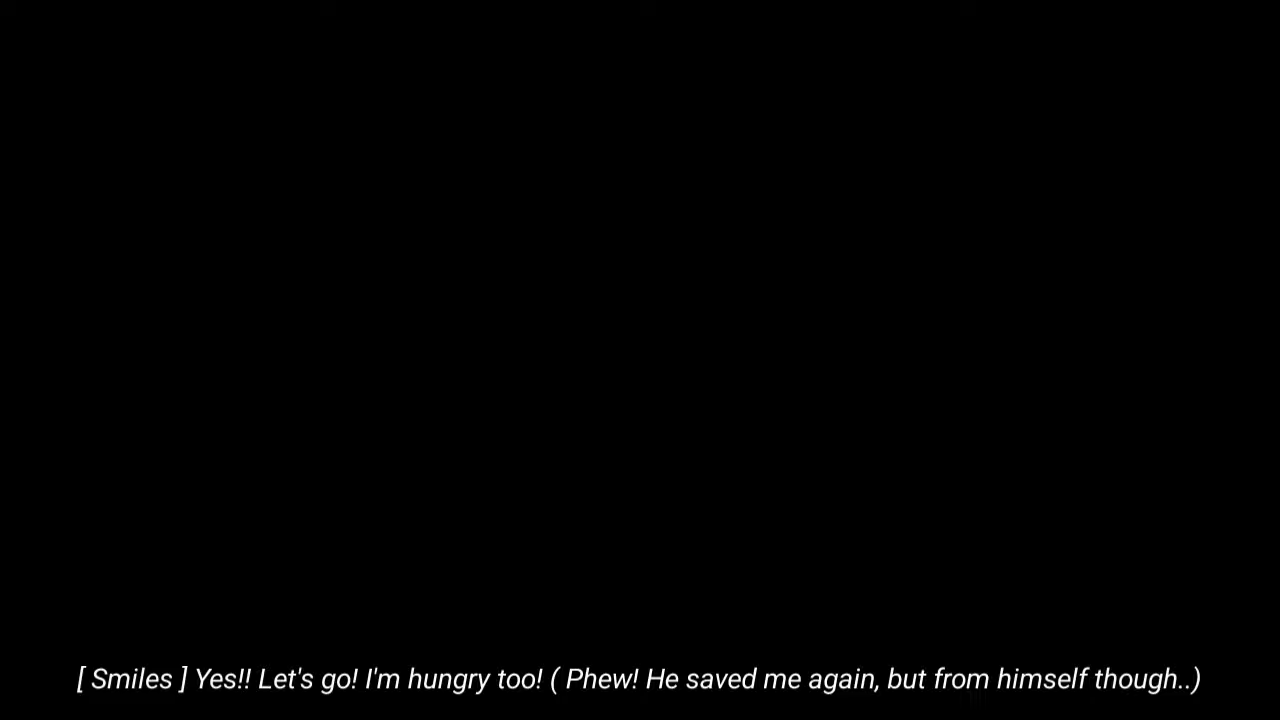 [ Smiles ] Yes!! Let's go! I'm hungry too! ( Phew! He saved me again, but from himself though..)